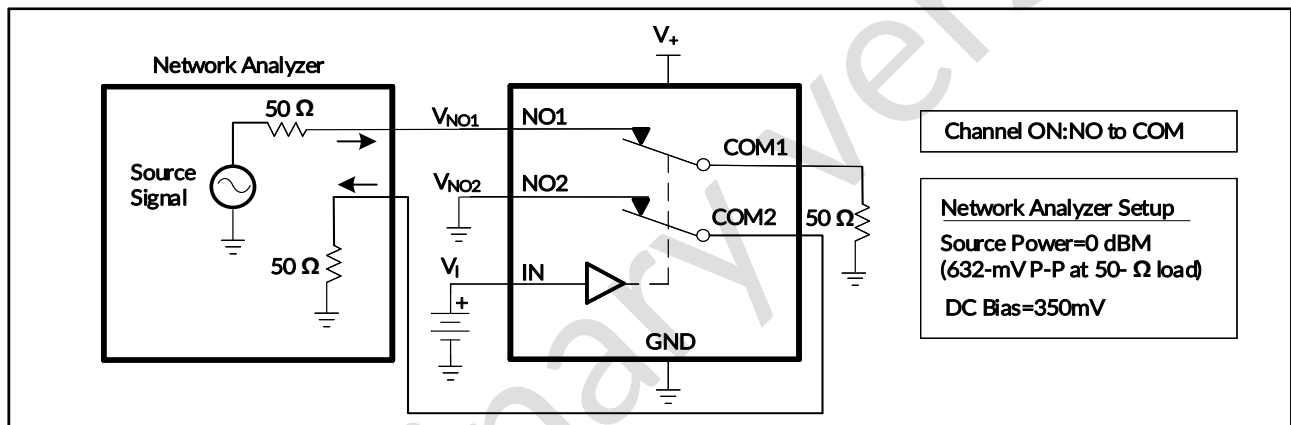 V+
Network Analyzer
50 Ω
VNO1
NO1
COM1
Channel ON:NO to COM
Source
Signal
VNO2
NO2
COM2
50 Ω
50 Ω
VI
IN
+
GND
Network Analyzer Setup
Source Power=0 dBM
(632-mV P-P at 50- Ω load)
DC Bias=350mV